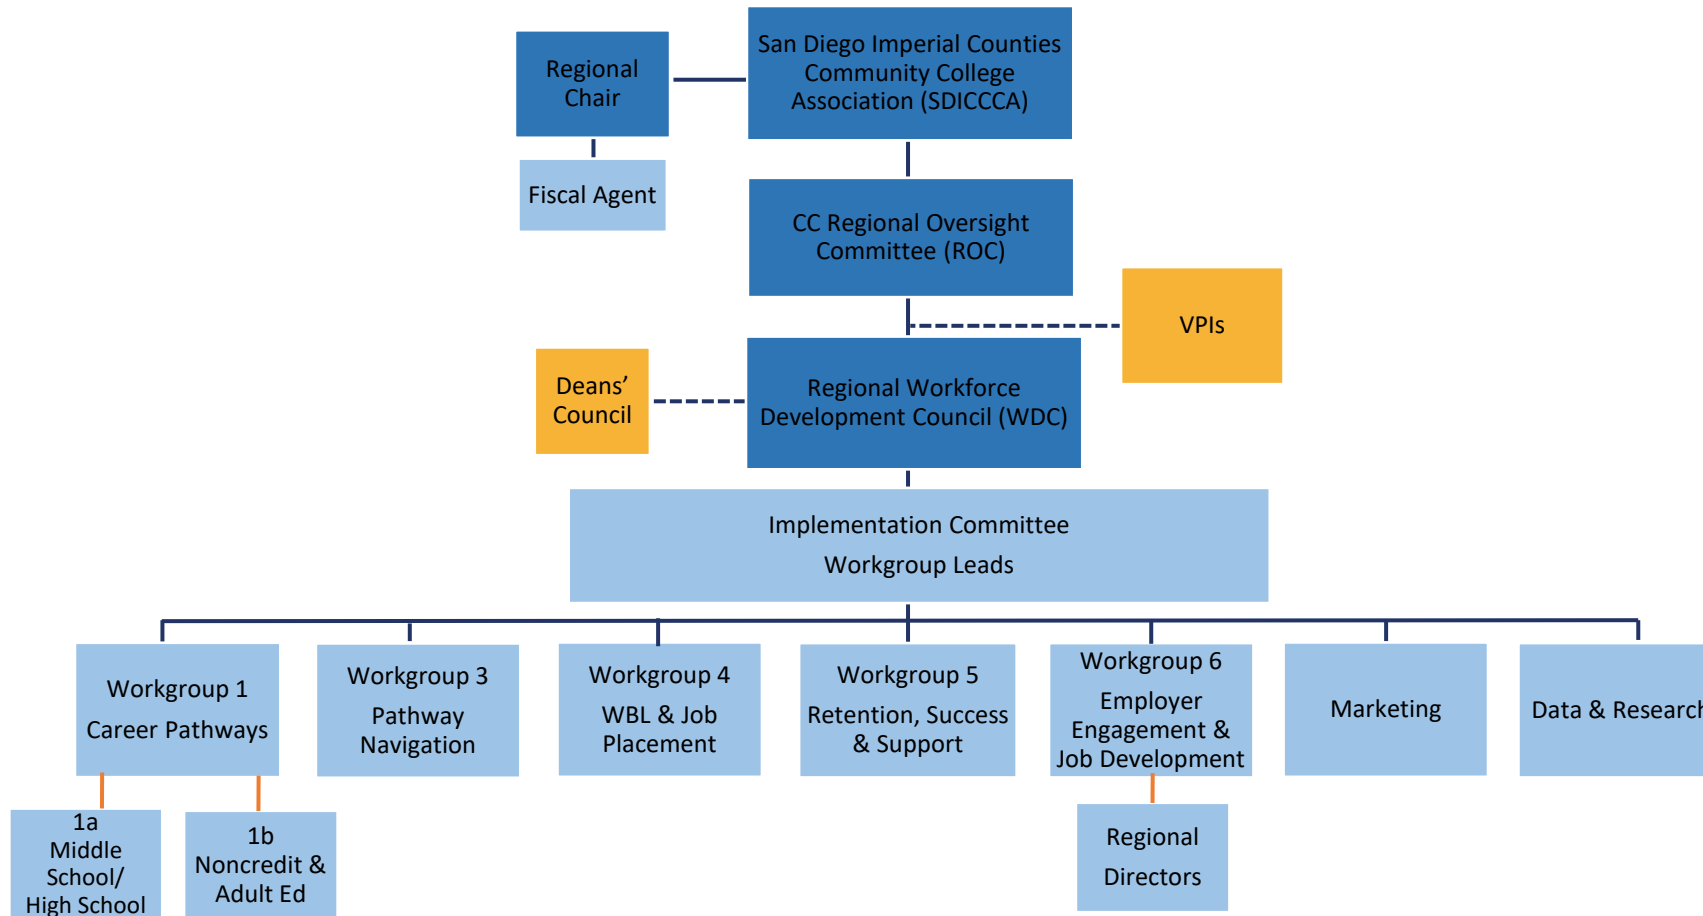 Regional
Chair
San Diego Imperial Counties
Community College
Association (SDICCCA)
Fiscal Agent
CC Regional Oversight
Committee (ROC)
VPIs
Deans’
Council
Regional Workforce
Development Council (WDC)
Implementation Committee
Workgroup Leads
Workgroup 1
Career Pathways
Workgroup 3
Pathway
Navigation
Workgroup 4
WBL & Job
Placement
Workgroup 5
Retention, Success
& Support
Workgroup 6
Employer
Engagement &
Job Development
Marketing
Data & Research
1a
Middle
School/
High School
1b
Noncredit &
Adult Ed
Regional
Directors